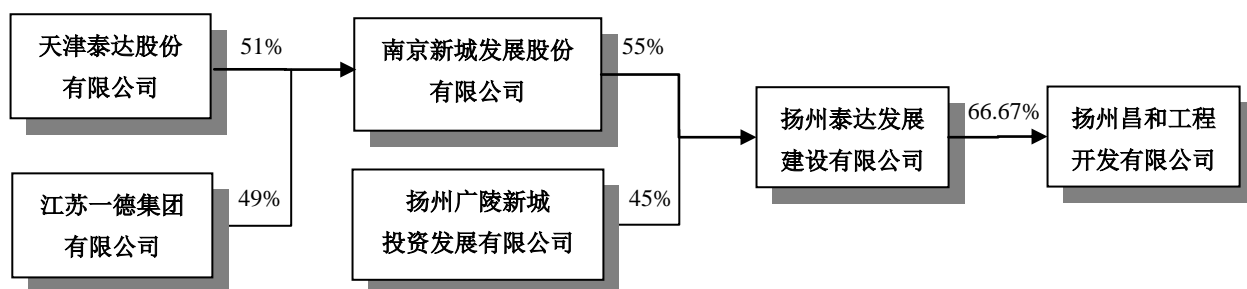 天津泰达股份
有限公司
51%
南京新城发展股份
有限公司
55%
江苏一德集团
有限公司
49%
扬州广陵新城
投资发展有限公司
45%
扬州泰达发展
建设有限公司
66.67%
扬州昌和工程
开发有限公司